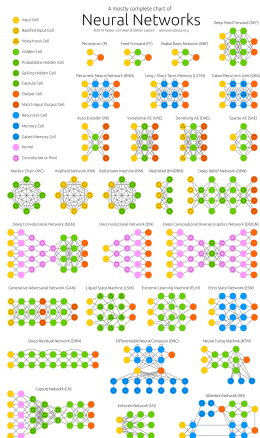 A mostly complete chart of
Neural Networks
©2019 Fjodor van Veen & Stefan Leijnen asimovinstitute.org
Input Cell
Backfed Input Cell
Noisy Input Cell
Hidden Cell
Probablistic Hidden Cell
Spiking Hidden Cell
Capsule Cell
Output Cell
Match Input Output Cell
Recurrent Cell
Memory Cell
Gated Memory Cell
Kernel
Convolution or Pool
Deep Feed Forward (DFF)
Perceptron (P) Feed Forward (FF) Radial Basis Network (RBF)
Recurrent Neural Network (RNN) Long / Short Term Memory (LSTM) Gated Recurrent Unit (GRU)
Auto Encoder (AE) Variational AE (VAE) Denoising AE (DAE) Sparse AE (SAE)
Markov Chain (MC) Hopfield Network (HN) Boltzmann Machine (BM) Restricted BM (RBM) Deep Belief Network (DBN)
Deep Convolutional Network (DCN) Deconvolutional Network (DN) Deep Convolutional Inverse Graphics Network (DCIGN)
Generative Adversarial Network (GAN) Liquid State Machine (LSM) Extreme Learning Machine (ELM) Echo State Network (ESN)
Deep Residual Network (DRN) Differentiable Neural Computer (DNC) Neural Turing Machine (NTM)
Capsule Network (CN) Kohonen Network (KN) Attention Network (AN)